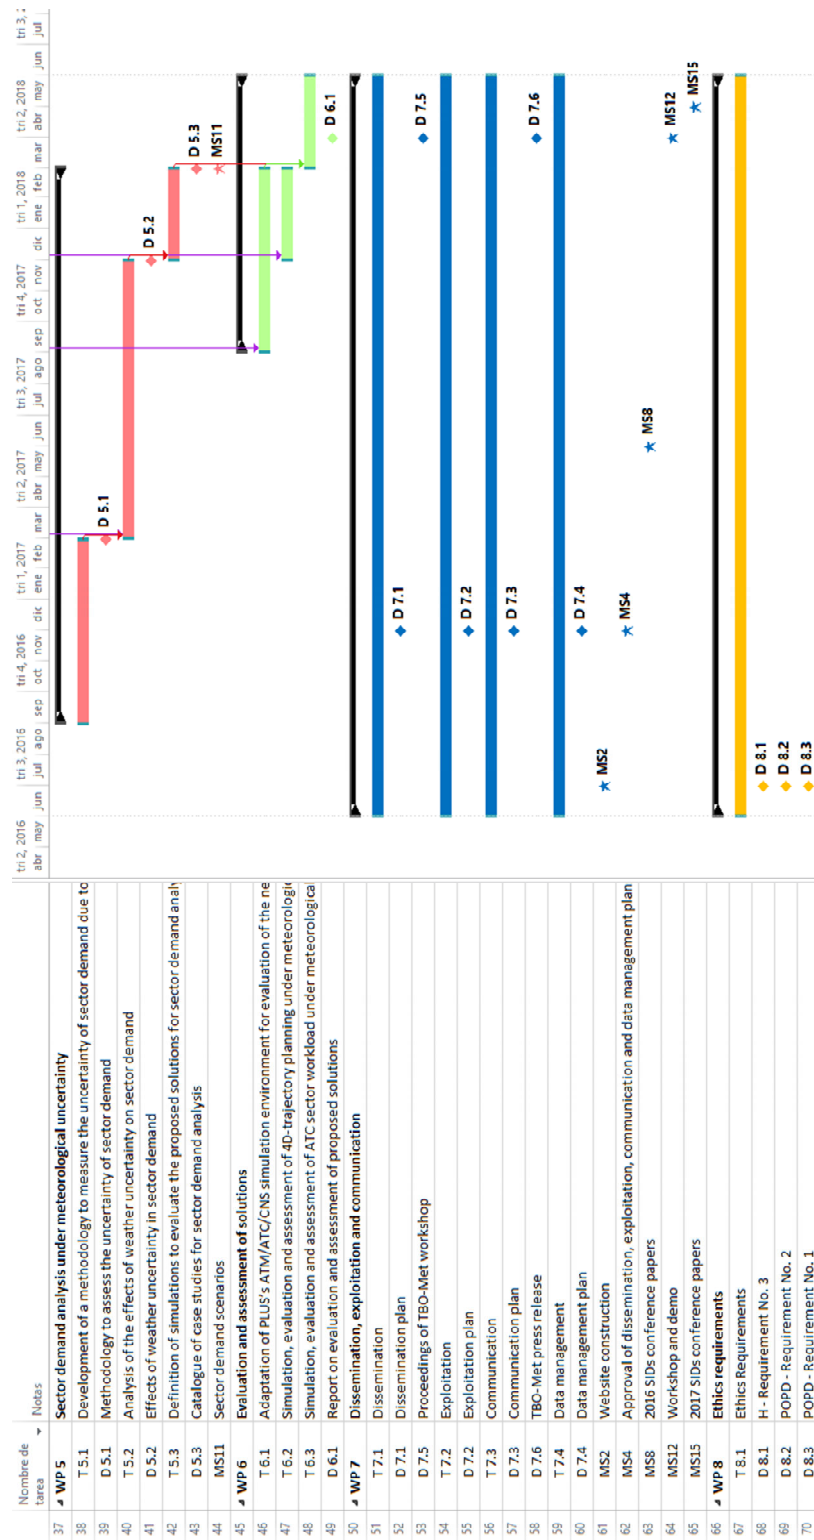 Nombre de tri 2, 2016 tri 3, 2016 tri 4, 2016 tri 1, 2017 tri 2, 2017 tri 3, 2017 tri 4, 2017 tri 1, 2018 tri 2, 2018 tri 3, :
tarea Notas abr may jun jul ago sep oct nov dic ene feb mar abr may jun jul ago sep oct nov dic ene feb mar abr may jun jul
37 WP 5 Sector demand analysis under meteorological uncertainty
38 T 5.1 Development of a methodology to measure the uncertainty of sector demand due to
39 D 5.1 Methodology to assess the uncertainty of sector demand D 5.1
40 T 5.2 Analysis of the effects of weather uncertainty on sector demand
41 D 5.2 Effects of weather uncertainty in sector demand D 5.2
42 T 5.3 Definition of simulations to evaluate the proposed solutions for sector demand analy
43 D 5.3 Catalogue of case studies for sector demand analysis D 5.3
44 MS11 Sector demand scenarios MS11
45 WP 6 Evaluation and assessment of solutions
46 T 6.1 Adaptation of PLUS's ATM/ATC/CNS simulation environment for evaluation of the ne
47 T 6.2 Simulation, evaluation and assessment of 4D-trajectory planning under meteorologic
48 T 6.3 Simulation, evaluation and assessment of ATC sector workload under meteorologica
49 D 6.1 Report on evaluation and assessment of proposed solutions D 6.1
50 WP 7 Dissemination, exploitation and communication
51 T 7.1 Dissemination
52 D 7.1 Dissemination plan D 7.1
53 D 7.5 Proceedings of TBO-Met workshop D 7.5
54 T 7.2 Exploitation
55 D 7.2 Exploitation plan D 7.2
56 T 7.3 Communication
57 D 7.3 Communication plan D 7.3
58 D 7.6 TBO-Met press release D 7.6
59 T 7.4 Data management
60 D 7.4 Data management plan D 7.4
61 MS2 Website construction MS2
62 MS4 Approval of dissemination, exploitation, communication and data management plan MS4
63 MS8 2016 SIDs conference papers MS8
64 MS12 Workshop and demo MS12
65 MS15 2017 SIDs conference papers MS15
66 WP 8 Ethics requirements
67 T 8.1 Ethics Requirements
68 D 8.1 H - Requirement No. 3 D 8.1
69 D 8.2 POPD - Requirement No. 2 D 8.2
70 D 8.3 POPD - Requirement No. 1 D 8.3